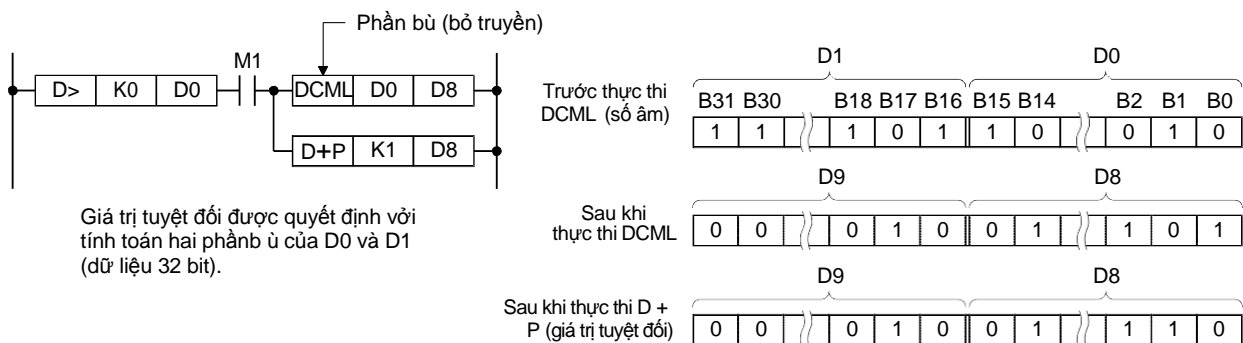 Phần bù (bỏ truyền)
M1
D> K0 D0 DCML D0 D8
D+P K1 D8
Giá trị tuyệt đối được quyết định vởi
tính toán hai phầnb ù của D0 và D1
(dữ liệu 32 bit).
D1 D0
Trước thực thi
DCML (số âm)
B31 B30 B18 B17 B16 B15 B14 B2 B1 B0
1 1 1 0 1 1 0 0 1 0
D9 D8
Sau khi
thực thi DCML
0 0 0 1 0 0 1 1 0 1
D9 D8
Sau khi thực thi D +
P (giá trị tuyệt đối)
0 0 0 1 0 0 1 1 1 0